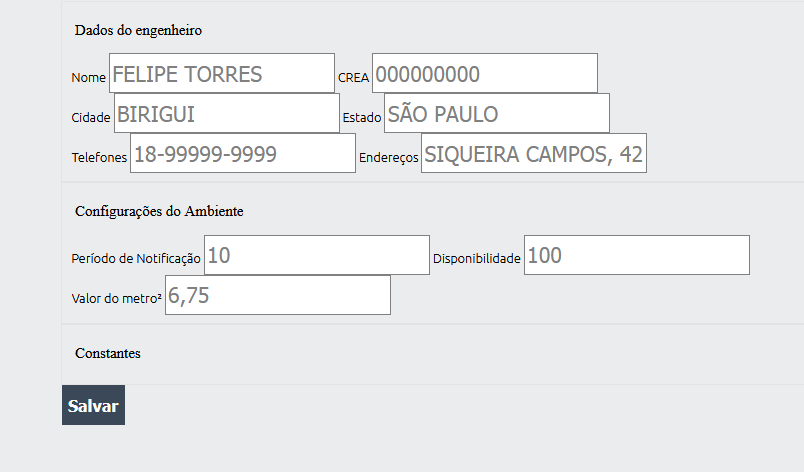 Dados do engenheiro
Nome FELIPE TORRES CREA 000000000
Cidade BIRIGUI Estado SÃO PAULO
Telefones 18-99999-9999 Endereços SIQUEIRA CAMPOS, 42
Configurações do Ambiente
Período de Notificação 10 Disponibilidade 100
Valor do metro² 6,75
Constantes
Salvar